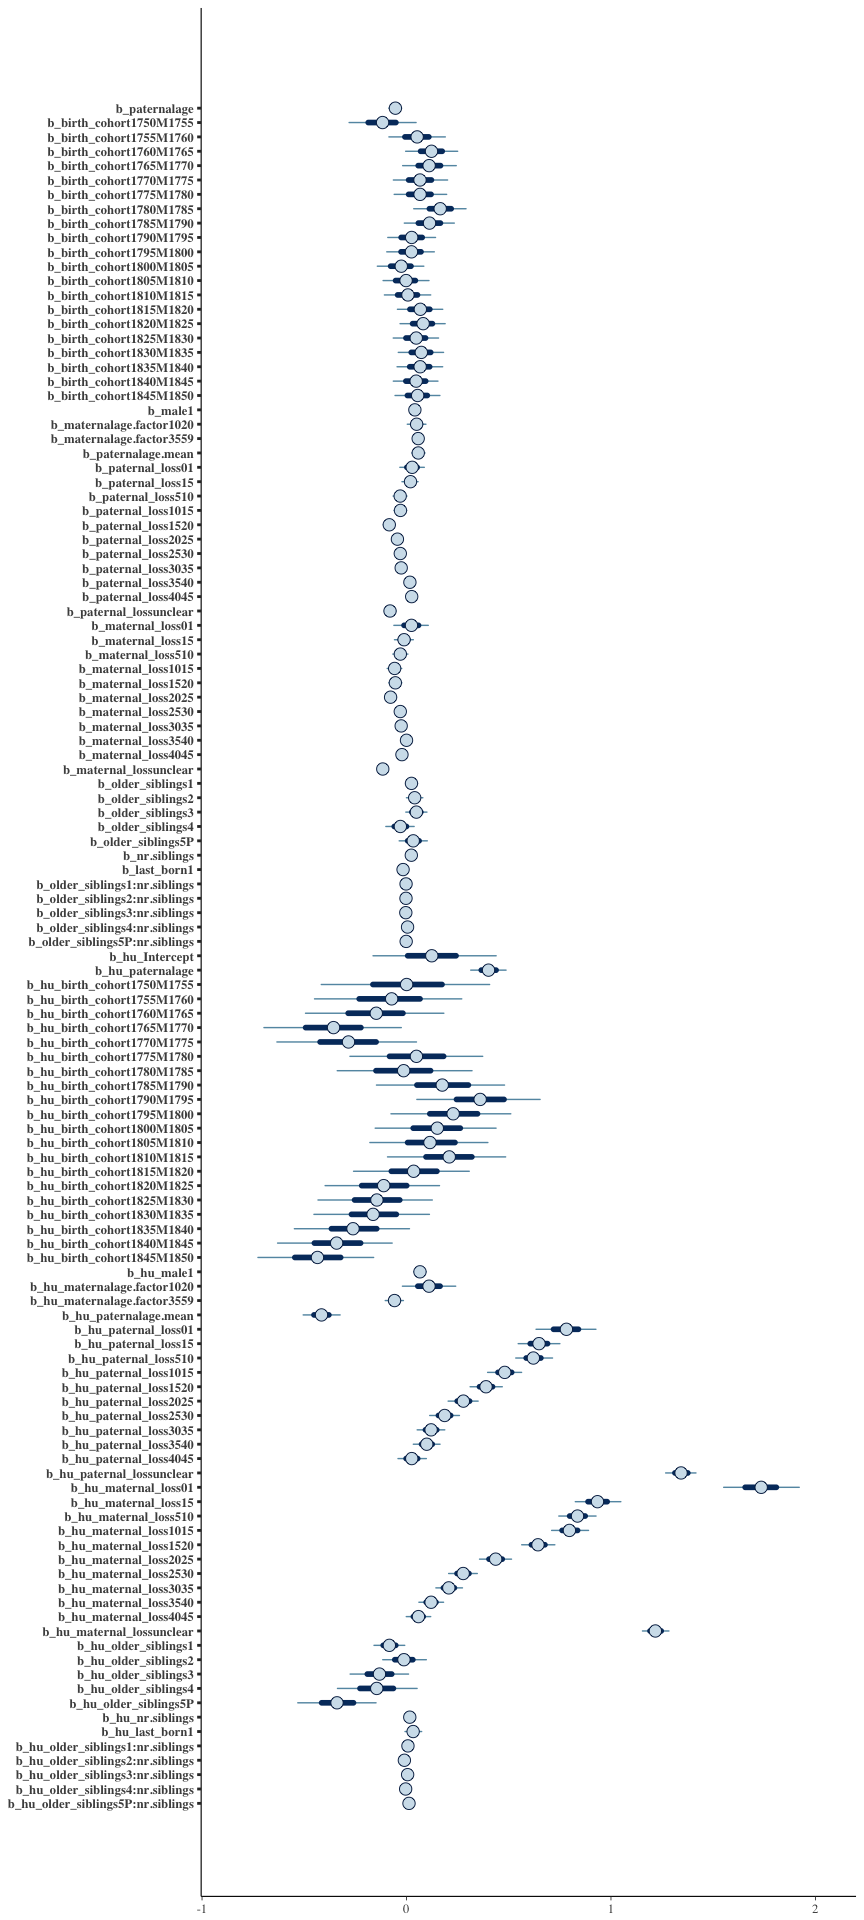 b_paternalage
b_birth_cohort1750M1755
b_birth_cohort1755M1760
b_birth_cohort1760M1765
b_birth_cohort1765M1770
b_birth_cohort1770M1775
b_birth_cohort1775M1780
b_birth_cohort1780M1785
b_birth_cohort1785M1790
b_birth_cohort1790M1795
b_birth_cohort1795M1800
b_birth_cohort1800M1805
b_birth_cohort1805M1810
b_birth_cohort1810M1815
b_birth_cohort1815M1820
b_birth_cohort1820M1825
b_birth_cohort1825M1830
b_birth_cohort1830M1835
b_birth_cohort1835M1840
b_birth_cohort1840M1845
b_birth_cohort1845M1850
b_male1
b_maternalage.factor1020
b_maternalage.factor3559
b_paternalage.mean
b_paternal_loss01
b_paternal_loss15
b_paternal_loss510
b_paternal_loss1015
b_paternal_loss1520
b_paternal_loss2025
b_paternal_loss2530
b_paternal_loss3035
b_paternal_loss3540
b_paternal_loss4045
b_paternal_lossunclear
b_maternal_loss01
b_maternal_loss15
b_maternal_loss510
b_maternal_loss1015
b_maternal_loss1520
b_maternal_loss2025
b_maternal_loss2530
b_maternal_loss3035
b_maternal_loss3540
b_maternal_loss4045
b_maternal_lossunclear
b_older_siblings1
b_older_siblings2
b_older_siblings3
b_older_siblings4
b_older_siblings5P
b_nr.siblings
b_last_born1
b_older_siblings1:nr.siblings
b_older_siblings2:nr.siblings
b_older_siblings3:nr.siblings
b_older_siblings4:nr.siblings
b_older_siblings5P:nr.siblings
b_hu_Intercept
b_hu_paternalage
b_hu_birth_cohort1750M1755
b_hu_birth_cohort1755M1760
b_hu_birth_cohort1760M1765
b_hu_birth_cohort1765M1770
b_hu_birth_cohort1770M1775
b_hu_birth_cohort1775M1780
b_hu_birth_cohort1780M1785
b_hu_birth_cohort1785M1790
b_hu_birth_cohort1790M1795
b_hu_birth_cohort1795M1800
b_hu_birth_cohort1800M1805
b_hu_birth_cohort1805M1810
b_hu_birth_cohort1810M1815
b_hu_birth_cohort1815M1820
b_hu_birth_cohort1820M1825
b_hu_birth_cohort1825M1830
b_hu_birth_cohort1830M1835
b_hu_birth_cohort1835M1840
b_hu_birth_cohort1840M1845
b_hu_birth_cohort1845M1850
b_hu_male1
b_hu_maternalage.factor1020
b_hu_maternalage.factor3559
b_hu_paternalage.mean
b_hu_paternal_loss01
b_hu_paternal_loss15
b_hu_paternal_loss510
b_hu_paternal_loss1015
b_hu_paternal_loss1520
b_hu_paternal_loss2025
b_hu_paternal_loss2530
b_hu_paternal_loss3035
b_hu_paternal_loss3540
b_hu_paternal_loss4045
b_hu_paternal_lossunclear
b_hu_maternal_loss01
b_hu_maternal_loss15
b_hu_maternal_loss510
b_hu_maternal_loss1015
b_hu_maternal_loss1520
b_hu_maternal_loss2025
b_hu_maternal_loss2530
b_hu_maternal_loss3035
b_hu_maternal_loss3540
b_hu_maternal_loss4045
b_hu_maternal_lossunclear
b_hu_older_siblings1
b_hu_older_siblings2
b_hu_older_siblings3
b_hu_older_siblings4
b_hu_older_siblings5P
b_hu_nr.siblings
b_hu_last_born1
b_hu_older_siblings1:nr.siblings
b_hu_older_siblings2:nr.siblings
b_hu_older_siblings3:nr.siblings
b_hu_older_siblings4:nr.siblings
b_hu_older_siblings5P:nr.siblings
-1 0 1 2